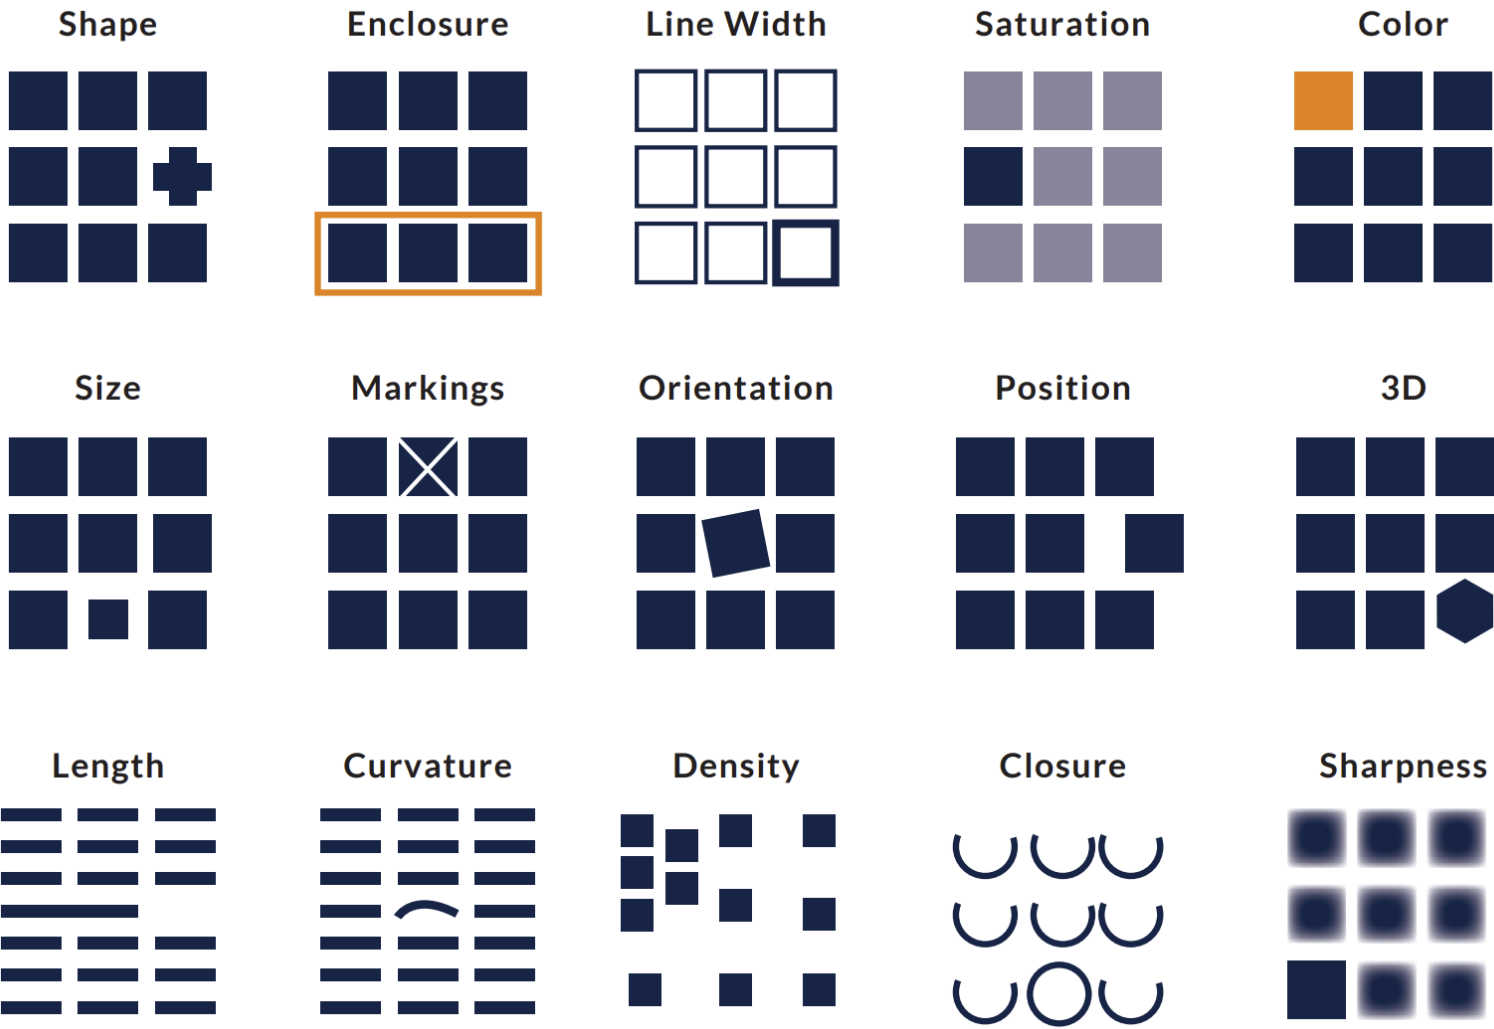 Shape
Enclosure
Line Width
Saturation
Color
Size
Markings
Orientation
Position
3D
Length
Curvature
Density
Closure
Sharpness